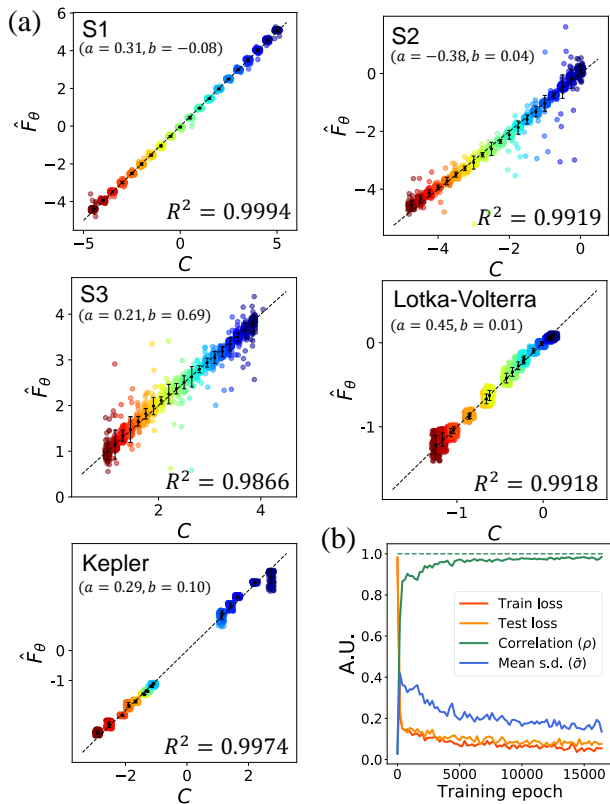 (a)
S1
(a = 0.31, b = −0.08)
6
4
2
0
−2
−4
F̂θ
R² = 0.9994
−5
0
5
C
S2
(a = −0.38, b = 0.04)
0
−2
−4
F̂θ
R² = 0.9919
−4
−2
0
C
S3
(a = 0.21, b = 0.69)
4
3
2
1
0
F̂θ
R² = 0.9866
2
4
C
Lotka-Volterra
(a = 0.45, b = 0.01)
0
-1
F̂θ
R² = 0.9918
−1
0
C
Kepler
(a = 0.29, b = 0.10)
0
-1
F̂θ
R² = 0.9974
−2
0
2
C
(b)
1.0
0.8
0.6
0.4
0.2
0.0
A.U.
Train loss
Test loss
Correlation (ρ)
Mean s.d. (σ̄)
0
5000
10000
15000
Training epoch